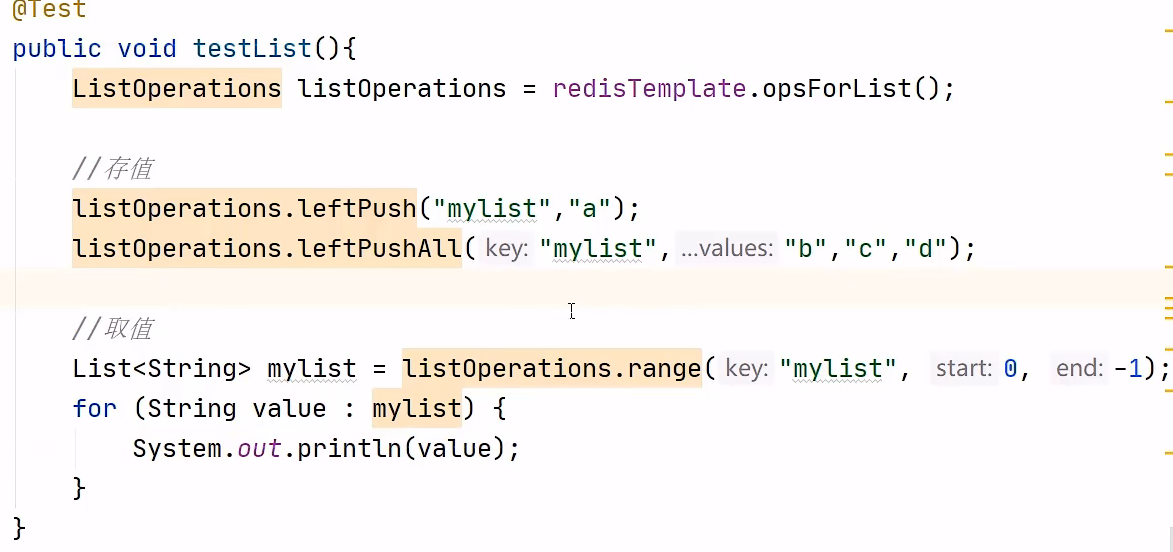 @Test
public void testList(){
ListOperations listOperations = redisTemplate.opsForList();
//存值
listOperations.leftPush("mylist","a");
listOperations.leftPushAll( key: "mylist", ...values: "b","c","d");
//取值
List<String> mylist = listOperations.range( key: "mylist", start: 0, end: -1);
for (String value : mylist) {
System.out.println(value);
}
}